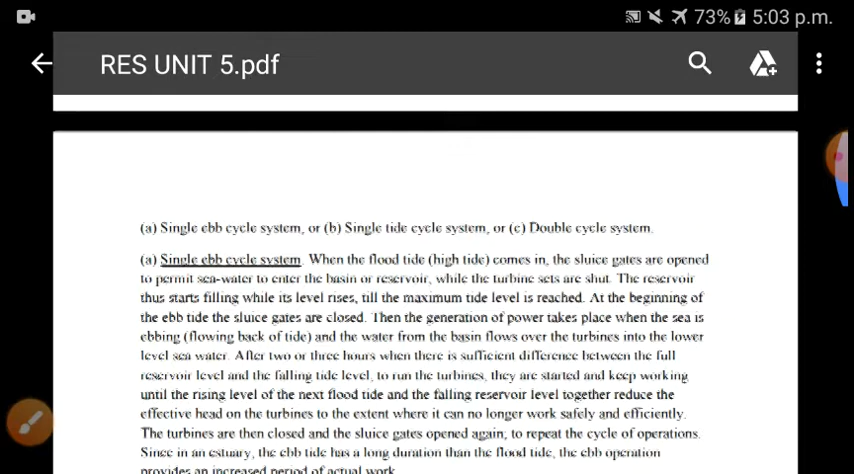 73% 5:03 p.m.
RES UNIT 5.pdf
(a) Single ebb cycle system, or (b) Single tide cycle system, or (c) Double cycle system.
(a) Single ebb cycle system. When the flood tide (high tide) comes in, the sluice gates are opened
to permit sea-water to enter the basin or reservoir, while the turbine sets are shut. The reservoir
thus starts filling while its level rises, till the maximum tide level is reached. At the beginning of
the ebb tide the sluice gates are closed. Then the generation of power takes place when the sea is
ebbing (flowing back of tide) and the water from the basin flows over the turbines into the lower
level sea water. After two or three hours when there is sufficient difference between the full
reservoir level and the falling tide level, to run the turbines, they are started and keep working
until the rising level of the next flood tide and the falling reservoir level together reduce the
effective head on the turbines to the extent where it can no longer work safely and efficiently.
The turbines are then closed and the sluice gates opened again, to repeat the cycle of operations.
Since in an estuary, the ebb tide has a long duration than the flood tide, the ebb operation
provides an increased period of actual work.